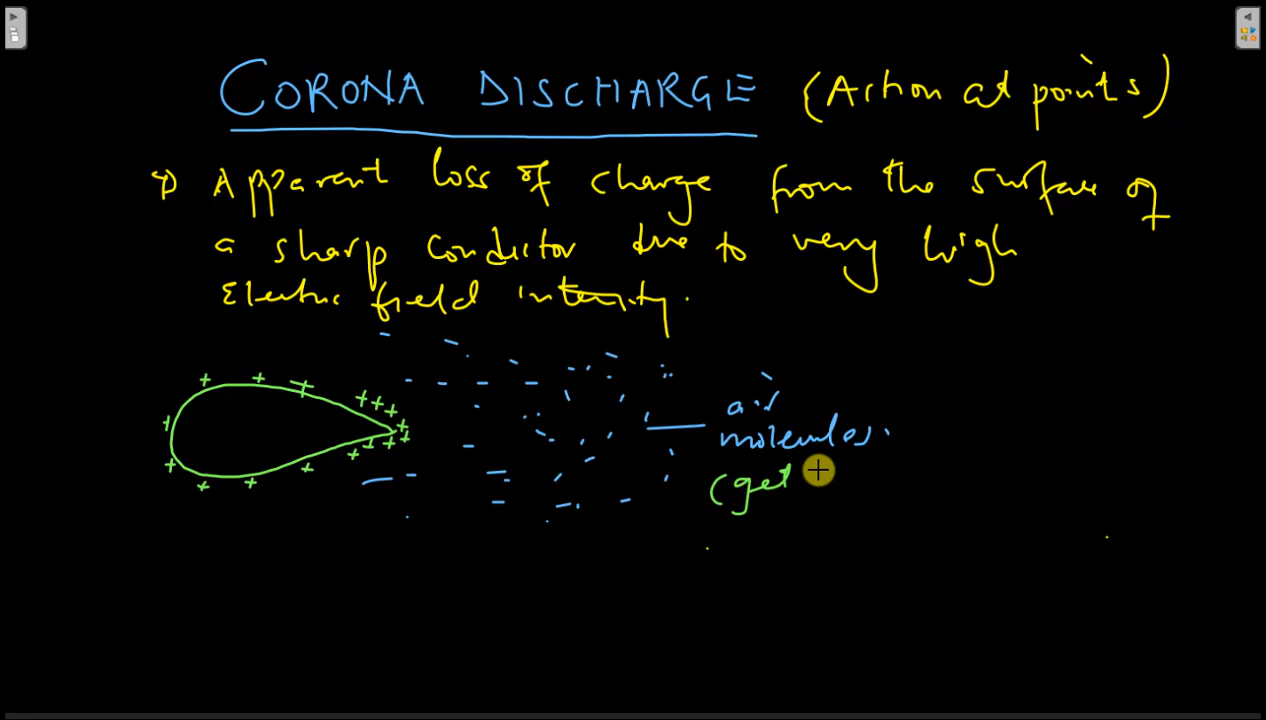 CORONA DISCHARGE (Action at points)
Apparent loss of charge from the surface of
a sharp conductor due to very high
Electric field intensity.
air
molecules.
(get